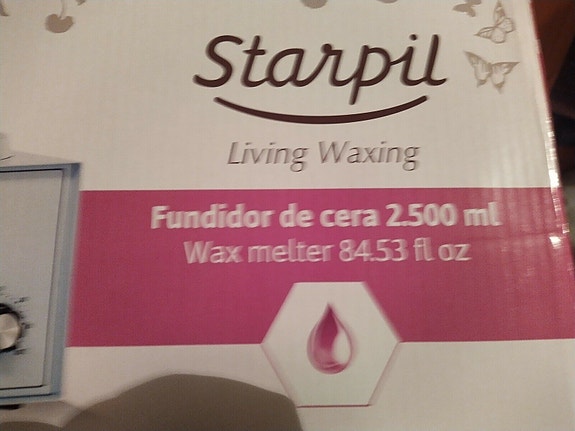 Starpil
Living Waxing
Fundidor de cera 2.500 ml
Wax melter 84.53 fl oz